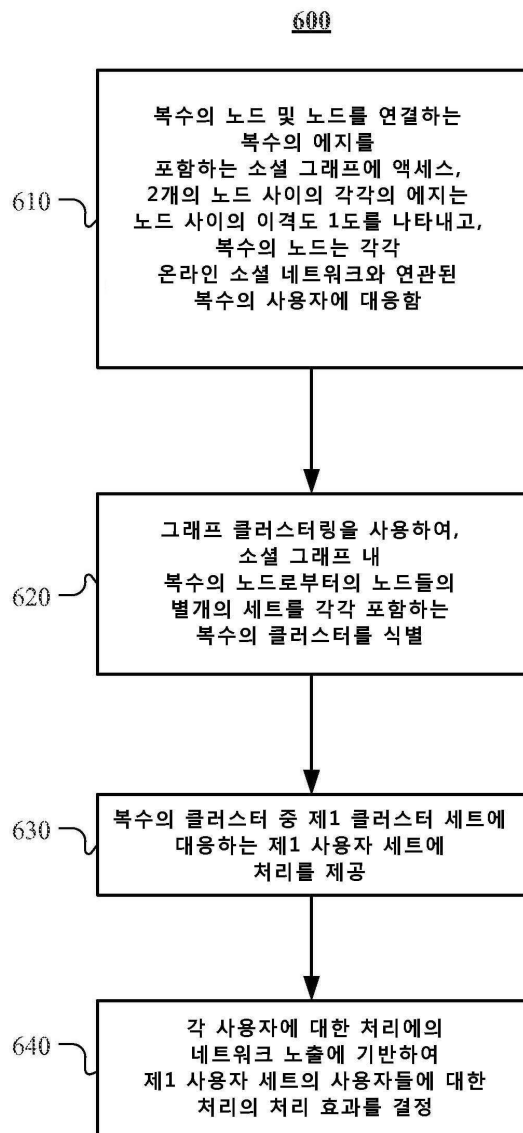 600
610
복수의 노드 및 노드를 연결하는
복수의 에지를
포함하는 소셜 그래프에 액세스,
2개의 노드 사이의 각각의 에지는
노드 사이의 이격도 1도를 나타내고,
복수의 노드는 각각
온라인 소셜 네트워크와 연관된
복수의 사용자에 대응함
620
그래프 클러스터링을 사용하여,
소셜 그래프 내
복수의 노드로부터의 노드들의
별개의 세트를 각각 포함하는
복수의 클러스터를 식별
630
복수의 클러스터 중 제1 클러스터 세트에
대응하는 제1 사용자 세트에
처리를 제공
640
각 사용자에 대한 처리에의
네트워크 노출에 기반하여
제1 사용자 세트의 사용자들에 대한
처리의 처리 효과를 결정